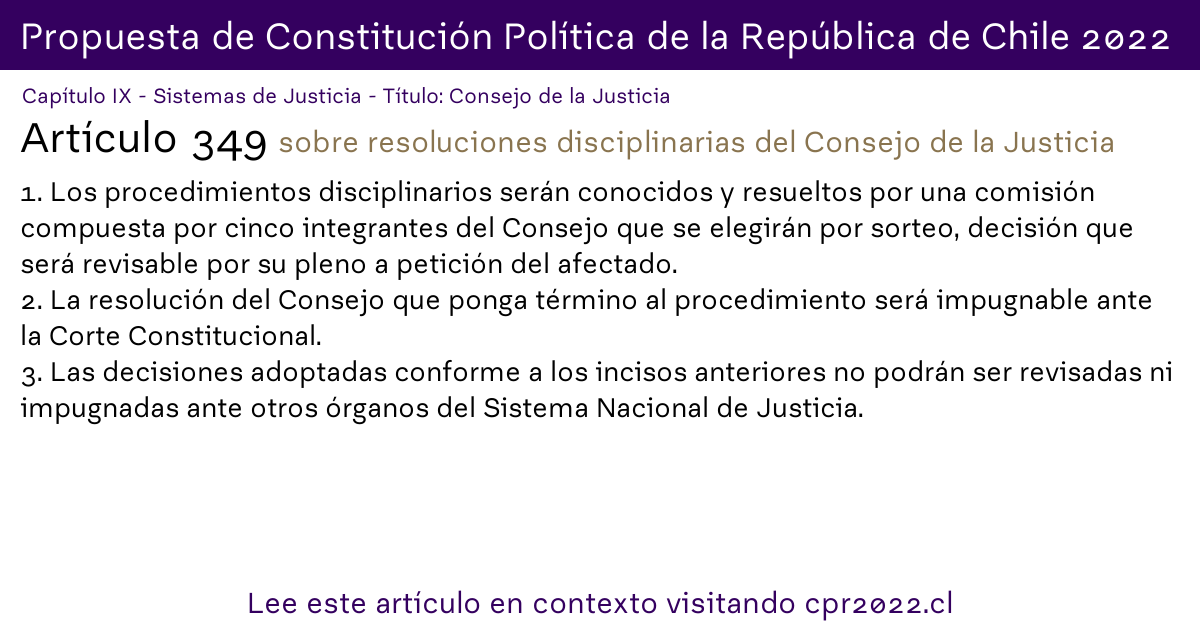 Propuesta de Constitución Política de la República de Chile 2022
Capítulo IX - Sistemas de Justicia - Título: Consejo de la Justicia
Artículo 349 sobre resoluciones disciplinarias del Consejo de la Justicia
1. Los procedimientos disciplinarios serán conocidos y resueltos por una comisión
compuesta por cinco integrantes del Consejo que se elegirán por sorteo, decisión que
será revisable por su pleno a petición del afectado.
2. La resolución del Consejo que ponga término al procedimiento será impugnable ante
la Corte Constitucional.
3. Las decisiones adoptadas conforme a los incisos anteriores no podrán ser revisadas ni
impugnadas ante otros órganos del Sistema Nacional de Justicia.
Lee este artículo en contexto visitando cpr2022.cl